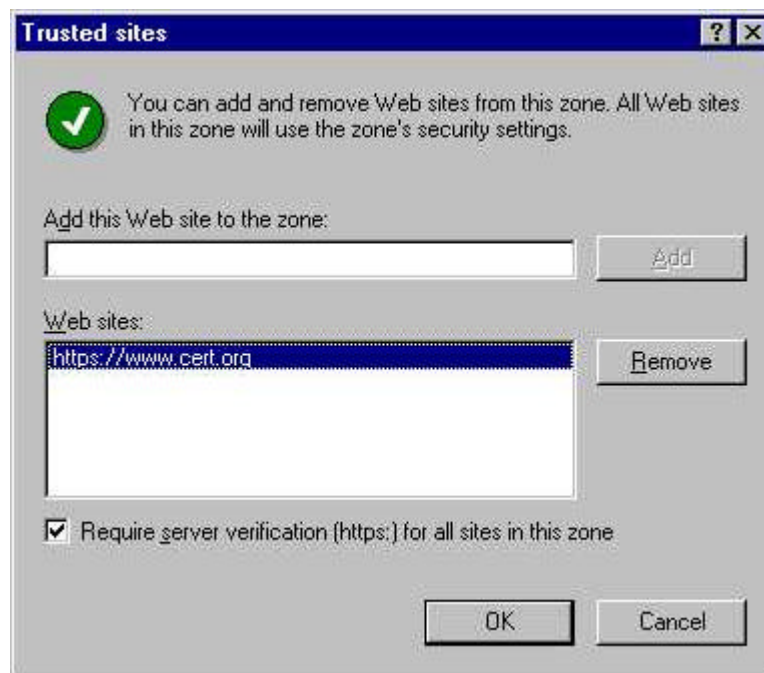 Trusted sites
You can add and remove Web sites from this zone. All Web sites
in this zone will use the zone's security settings.
Add this Web site to the zone:
Add
Web sites:
https://www.cert.org
Remove
Require server verification (https:) for all sites in this zone
OK
Cancel